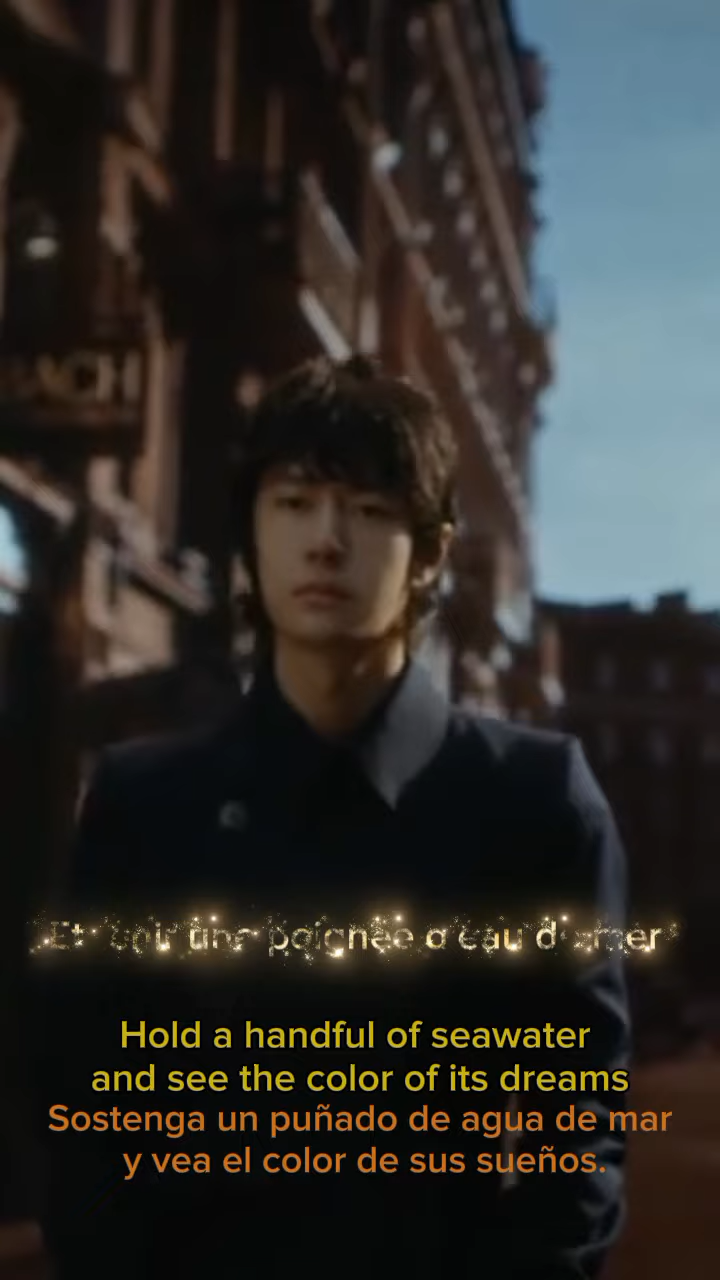 BACH
poignée d'eau
Hold a handful of seawater
and see the color of its dreams
Sostenga un puñado de agua de mar
y vea el color de sus sueños.